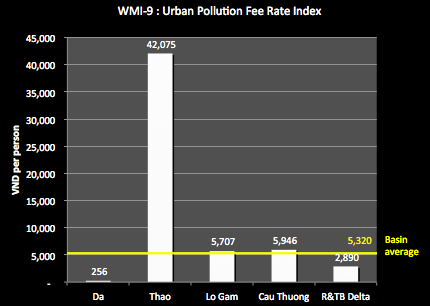 WMI-9 : Urban Pollution Fee Rate Index
45,000
40,000
35,000
30,000
25,000
20,000
15,000
10,000
5,000
-
VND per person
256
42,075
5,707
5,946
5,320
2,890
Basin
average
Da
Thao
Lo Gam
Cau Thuong
R&TB Delta